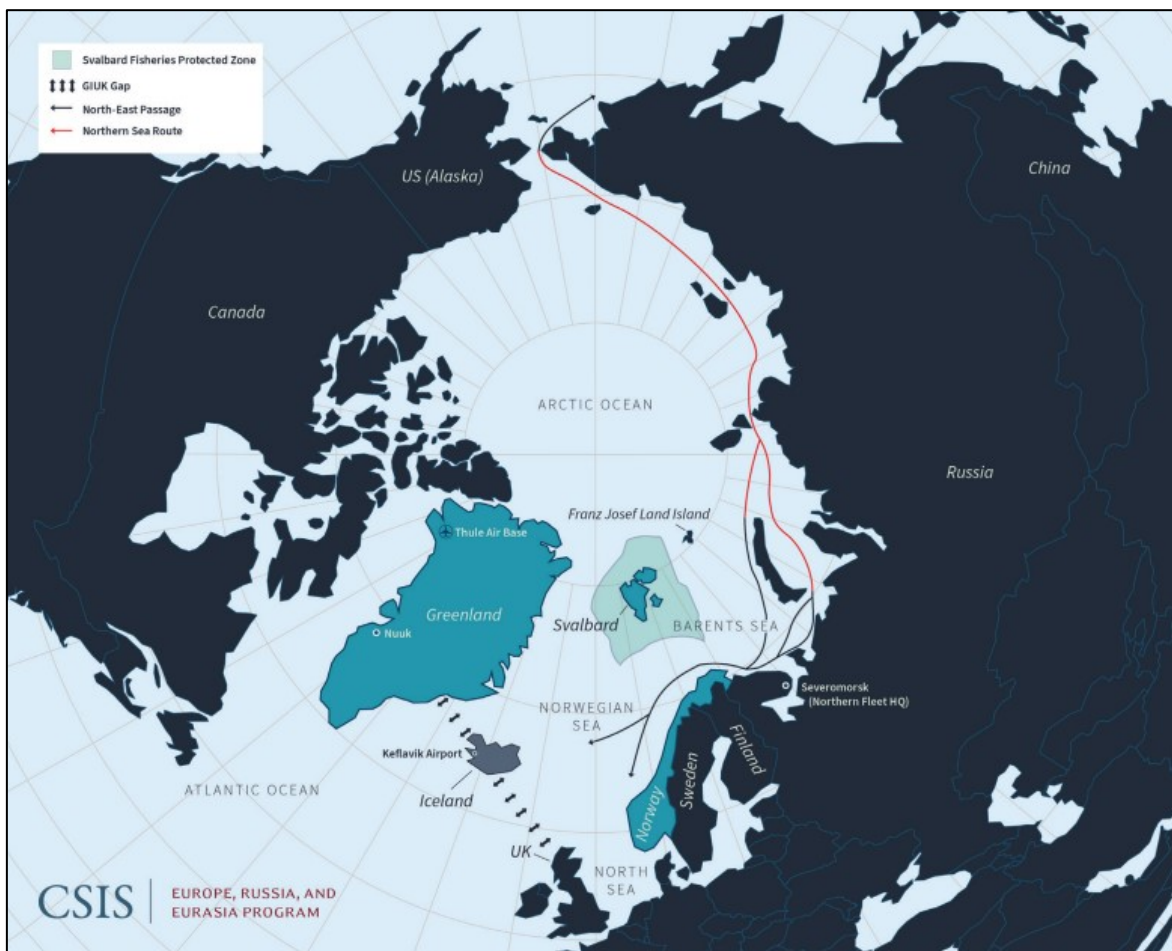 Svalbard Fisheries Protected Zone
GIUK Gap
North-East Passage
Northern Sea Route
US (Alaska)
China
Canada
ARCTIC OCEAN
Russia
Franz Josef Land Island
Thule Air Base
Greenland
Svalbard
BARENTS SEA
Nuuk
Severomorsk
(Northern Fleet HQ)
NORWEGIAN
SEA
Keflavik Airport
Finland
Sweden
Norway
ATLANTIC OCEAN
Iceland
UK
NORTH
SEA
CSIS
EUROPE, RUSSIA, AND
EURASIA PROGRAM